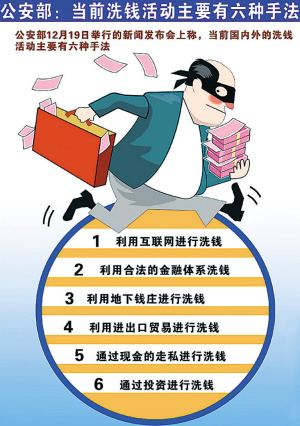 公安部：当前洗钱活动主要有六种手法
公安部12月19日举行的新闻发布会上称，当前国内外的洗钱
活动主要有六种手法
1 利用互联网进行洗钱
2 利用合法的金融体系洗钱
3 利用地下钱庄进行洗钱
4 利用进出口贸易进行洗钱
5 通过现金的走私进行洗钱
6 通过投资进行洗钱